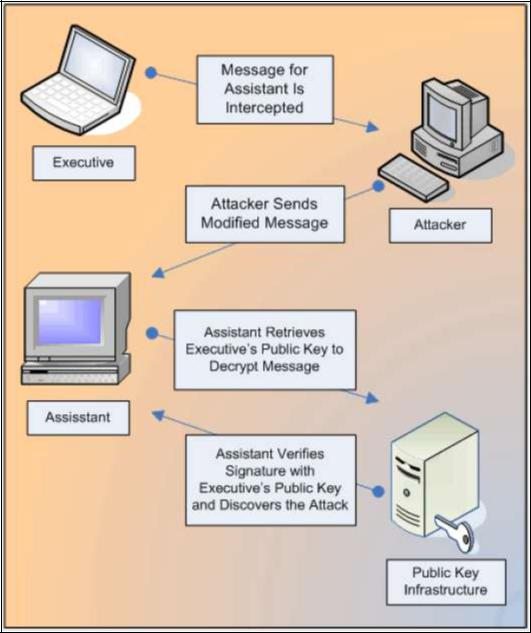 Message for
Assistant Is
Intercepted
Executive
Attacker Sends
Modified Message
Attacker
Assistant Retrieves
Executive's Public Key to
Decrypt Message
Assisstant
Assistant Verifies
Signature with
Executive's Public Key
and Discovers the Attack
Public Key
Infrastructure